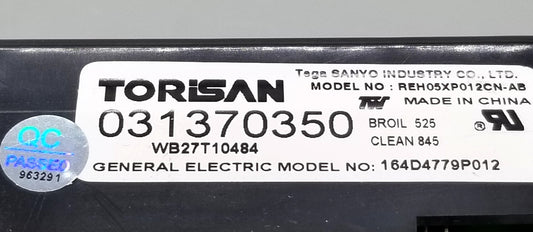 Tega SANYO INDUSTRY CO., LTD.
TORiSAN
MODEL NO : REH05XP012CN-AB
MADE IN CHINA
031370350
BROIL 525
WB27T10484
CLEAN 845
GENERAL ELECTRIC MODEL NO: 164D4779P012
QC
PASSED
963291